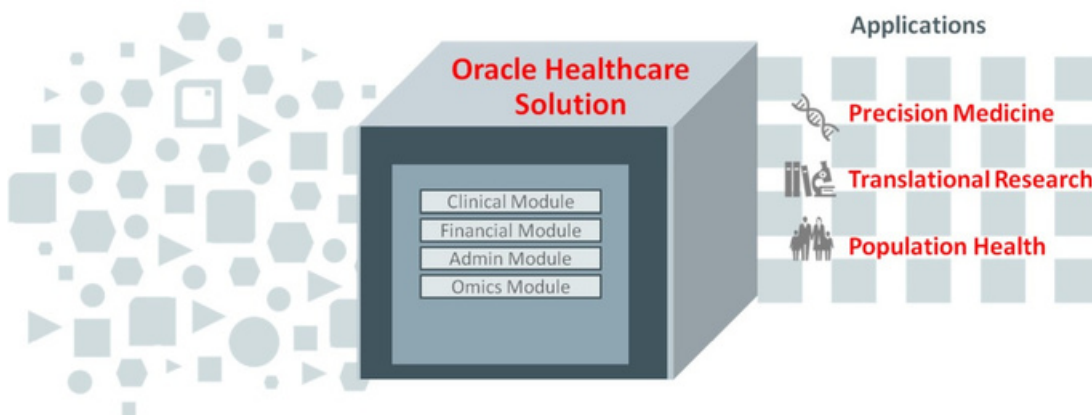 Applications
Oracle Healthcare
Solution
Clinical Module
Financial Module
Admin Module
Omics Module
Precision Medicine
Translational Research
Population Health